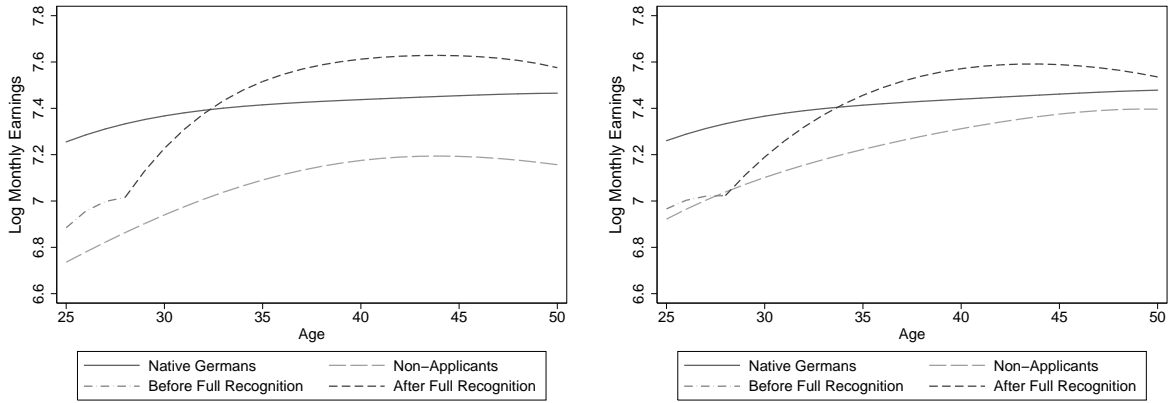 7.8
7.6
7.4
7.2
7
6.8
6.6
Log Monthly Earnings
25 30 35 40 45 50
Age
Native Germans Non−Applicants
Before Full Recognition After Full Recognition
7.8
7.6
7.4
7.2
7
6.8
6.6
Log Monthly Earnings
25 30 35 40 45 50
Age
Native Germans Non−Applicants
Before Full Recognition After Full Recognition